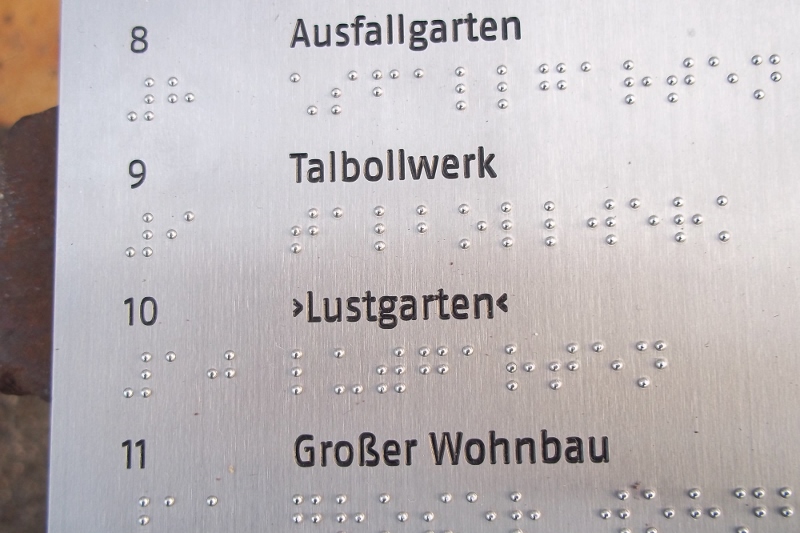 8 Ausfallgarten
9 Talbollwerk
10 ›Lustgarten‹
11 Großer Wohnbau